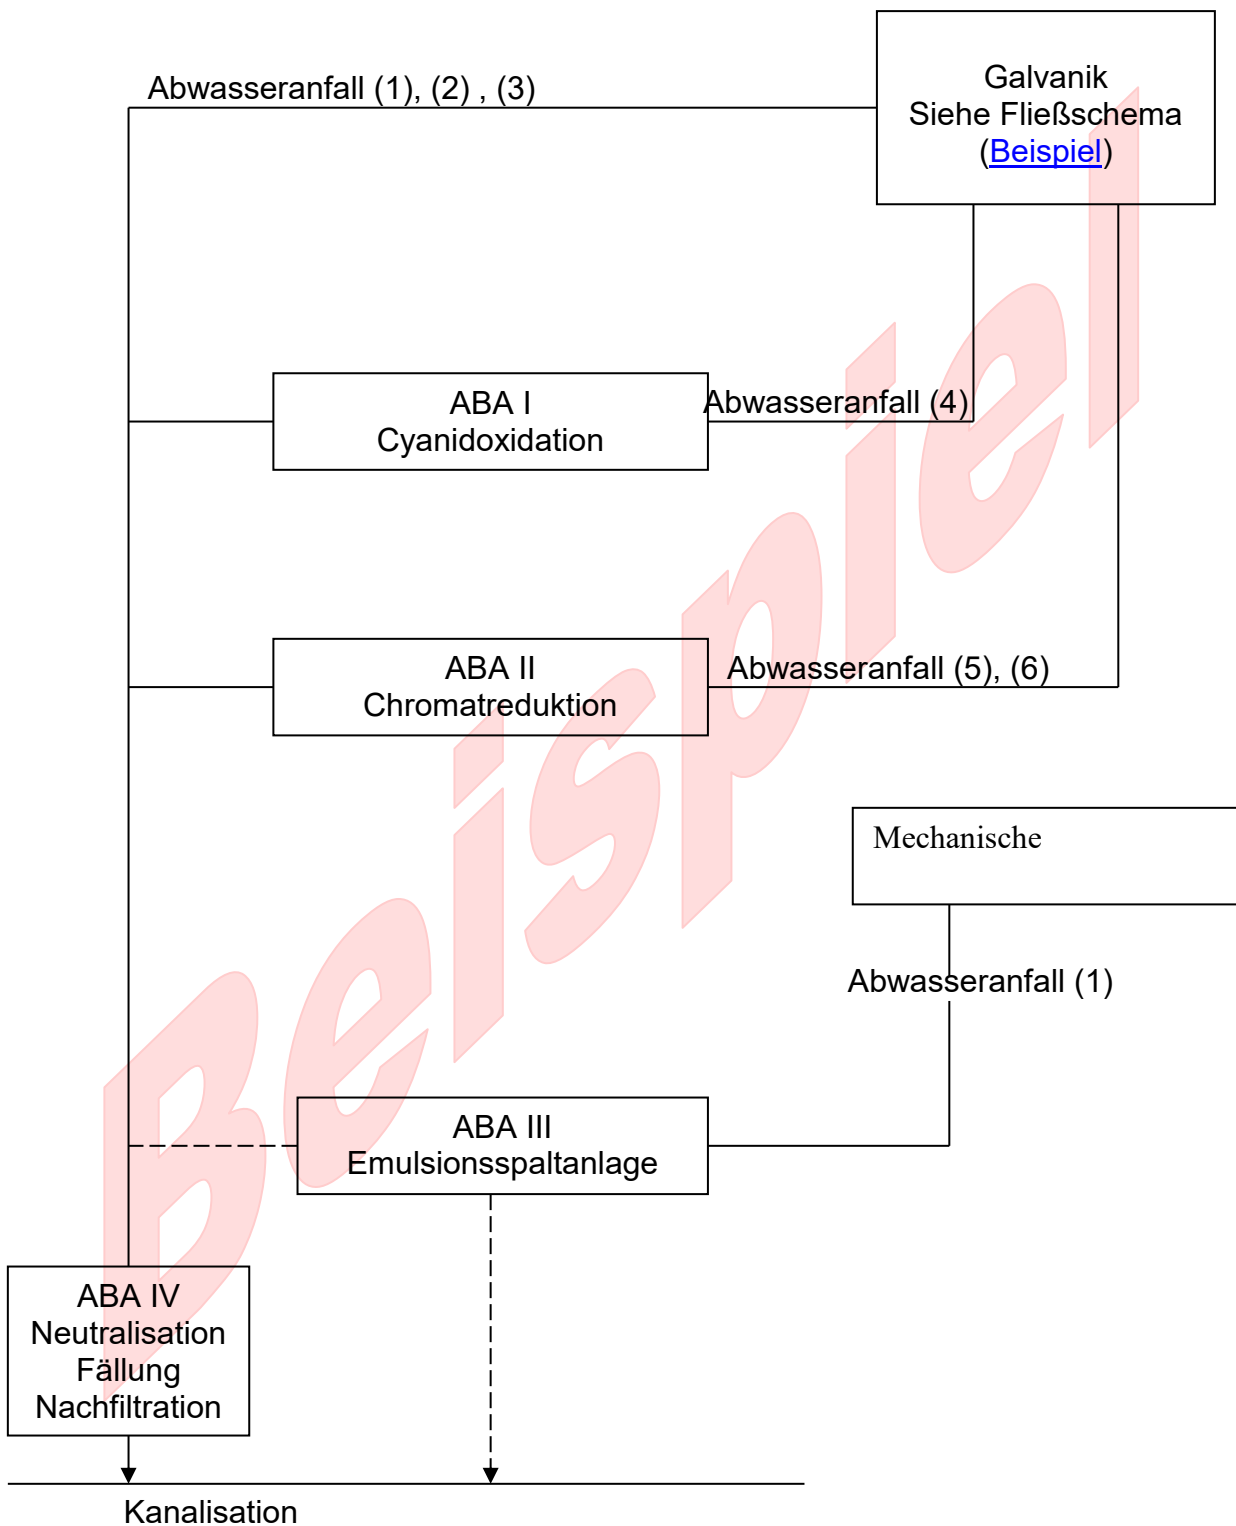 Galvanik
Siehe Fließschema
(Beispiel)
Abwasseranfall (1), (2) , (3)
ABA I
Cyanidoxidation
Abwasseranfall (4)
ABA II
Chromatreduktion
Abwasseranfall (5), (6)
Mechanische
Abwasseranfall (1)
ABA III
Emulsionsspaltanlage
ABA IV
Neutralisation
Fällung
Nachfiltration
Kanalisation
Beispiel